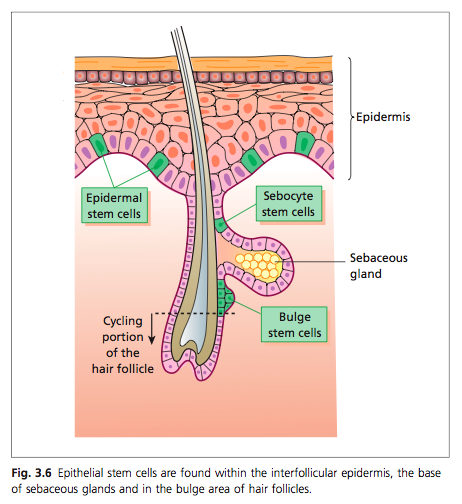 Epidermis
Epidermal
stem cells
Sebocyte
stem cells
Sebaceous
gland
Cycling
portion
of the
hair follicle
Bulge
stem cells
Fig. 3.6 Epithelial stem cells are found within the interfollicular epidermis, the base
of sebaceous glands and in the bulge area of hair follicles.